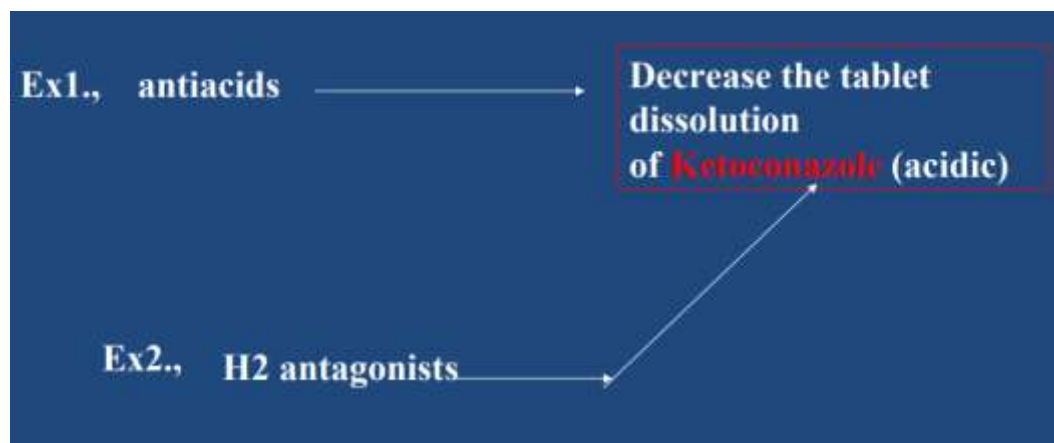 Ex1., antiacids
Decrease the tablet
dissolution
of Ketoconazole (acidic)
Ex2., H2 antagonists